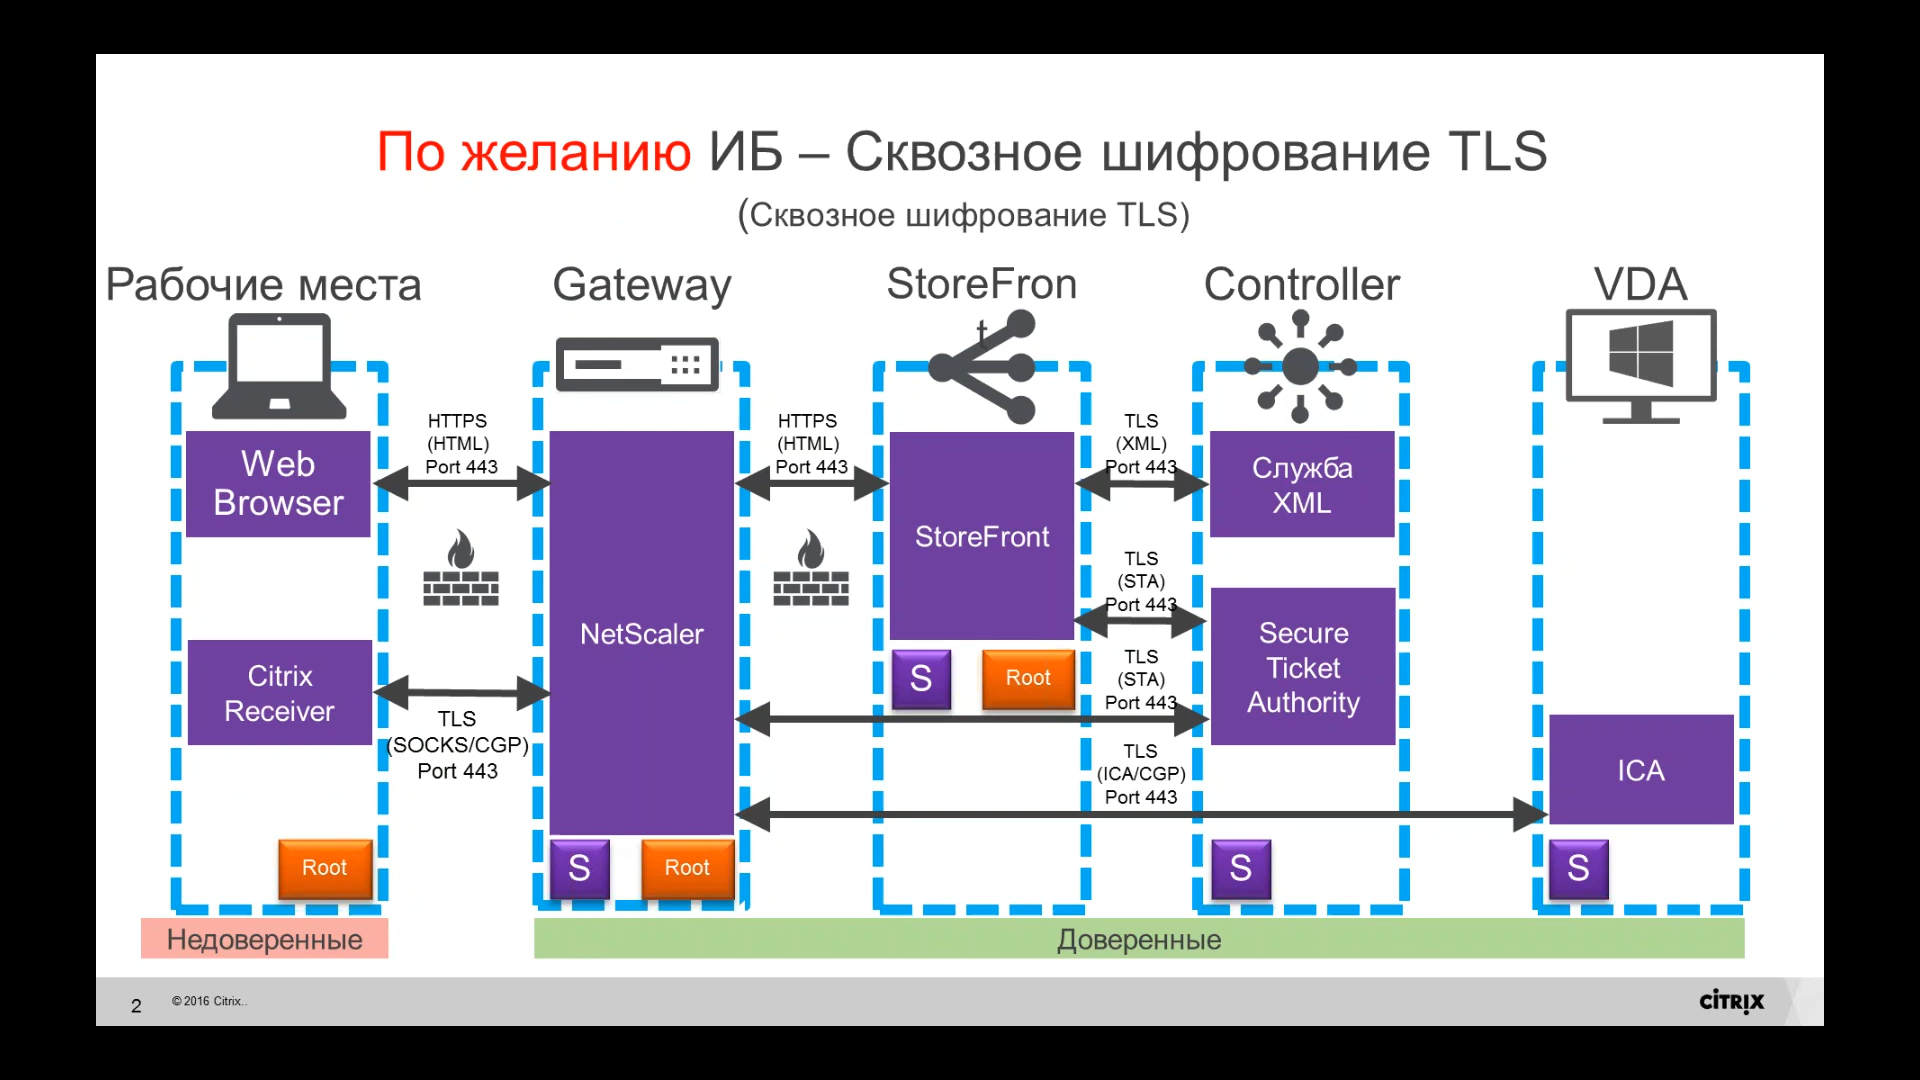 По желанию ИБ – Сквозное шифрование TLS
(Сквозное шифрование TLS)
Рабочие места
Gateway
StoreFron
t
Controller
VDA
HTTPS
(HTML)
Port 443
HTTPS
(HTML)
Port 443
TLS
(XML)
Port 443
Web
Browser
Служба
XML
StoreFront
TLS
(STA)
Port 443
NetScaler
Secure
Ticket
Authority
Citrix
Receiver
S
Root
TLS
(STA)
Port 443
TLS
(SOCKS/CGP)
Port 443
TLS
(ICA/CGP)
Port 443
ICA
Root
S
Root
S
S
Недоверенные
Доверенные
2
© 2016 Citrix..
CİTRIX